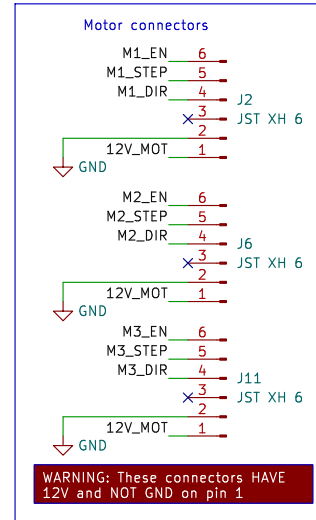 Motor connectors
M1_EN 6
M1_STEP 5
M1_DIR 4 J2
3 JST XH 6
2
12V_MOT 1
GND
M2_EN 6
M2_STEP 5
M2_DIR 4 J6
3 JST XH 6
2
12V_MOT 1
GND
M3_EN 6
M3_STEP 5
M3_DIR 4 J11
3 JST XH 6
2
12V_MOT 1
GND
WARNING: These connectors HAVE
12V and NOT GND on pin 1